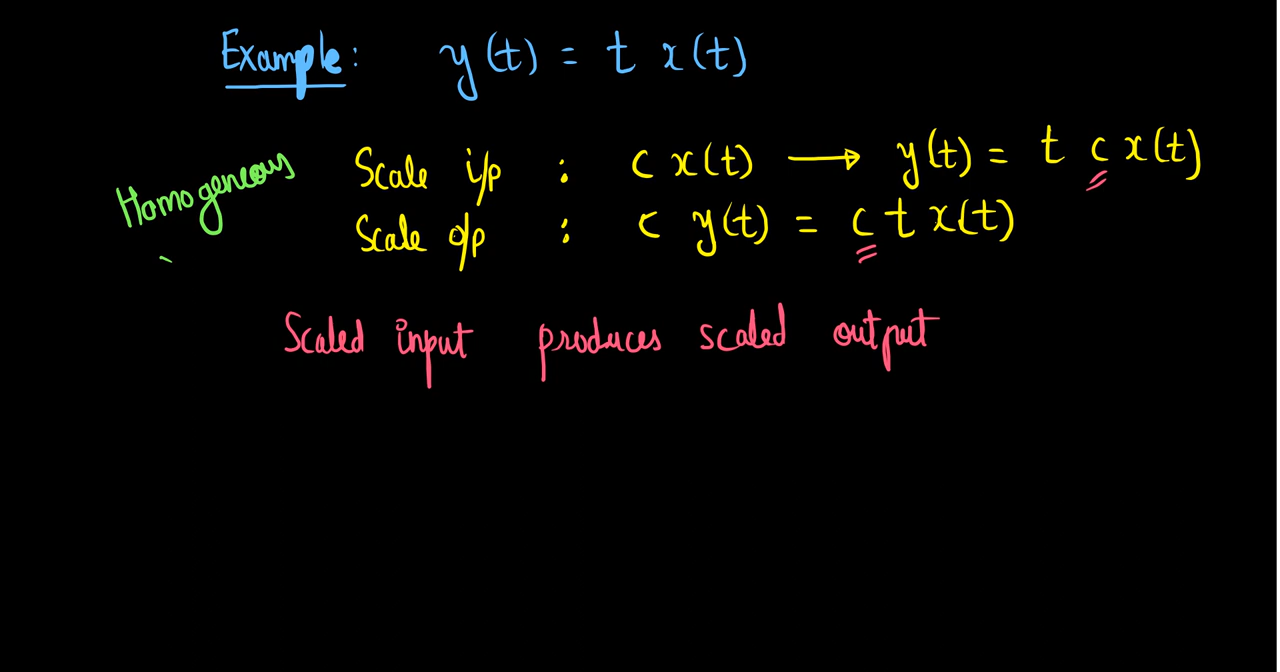 Example: y(t) = t x(t)
Homogeneous
Scale i/p : c x(t) ⟶ y(t) = t c x(t)
Scale o/p : c y(t) = c t x(t)
Scaled input produces scaled output